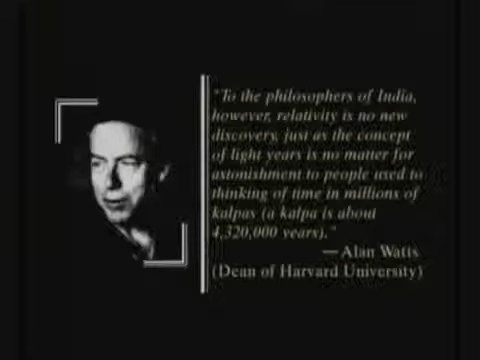 "To the philosophers of India,
however, relativity is no new
discovery, just as the concept
of light years is no matter for
astonishment to people used to
thinking of time in millions of
kalpas (a kalpa is about
4,320,000 years)."
—Alan Watts
(Dean of Harvard University)